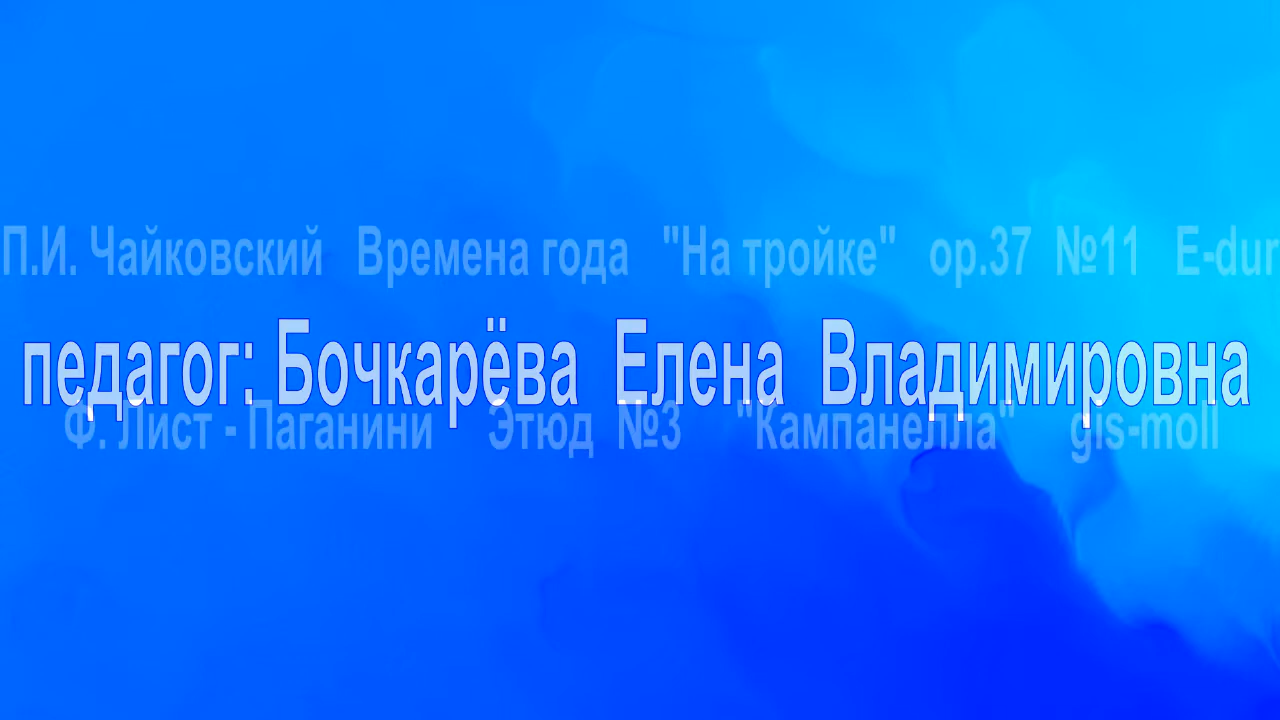 П.И. Чайковский Времена года "На тройке" ор.37 №11 E-dur
педагог: Бочкарёва Елена Владимировна
Ф. Лист - Паганини Этюд №3 "Кампанелла" gis-moll